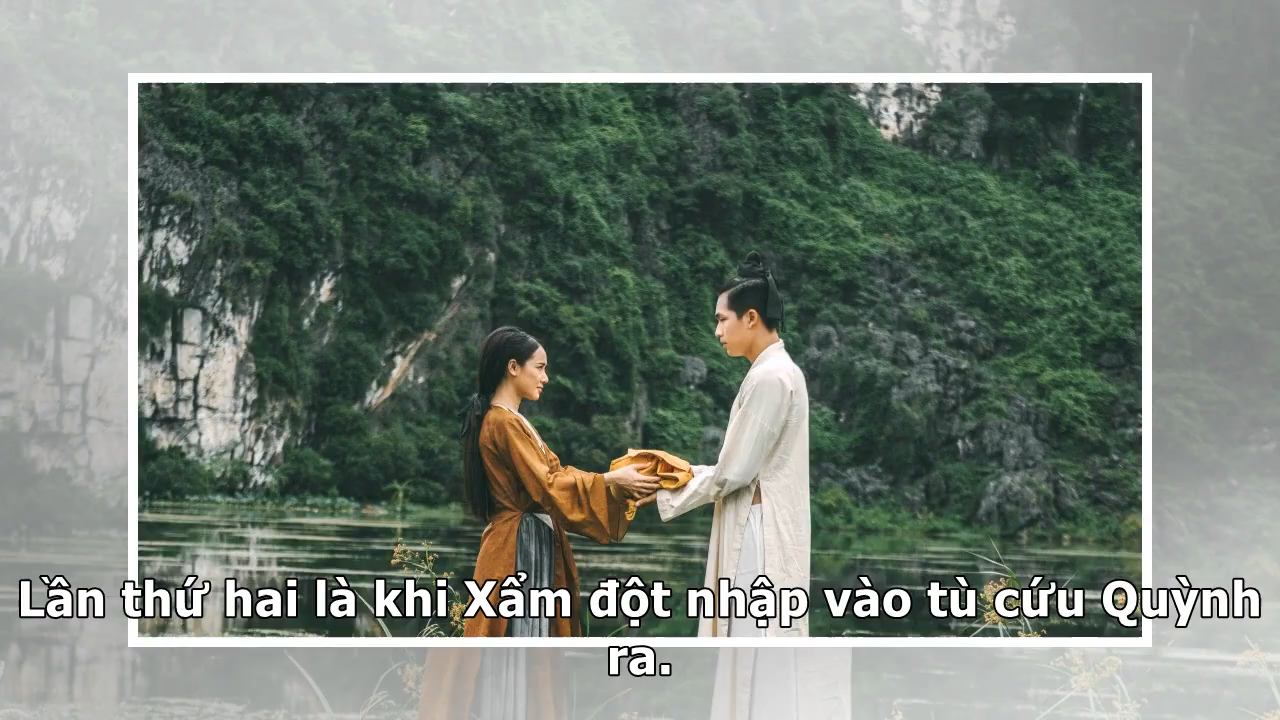 Lần thứ hai là khi Xẩm đột nhập vào tù cứu Quỳnh
ra.